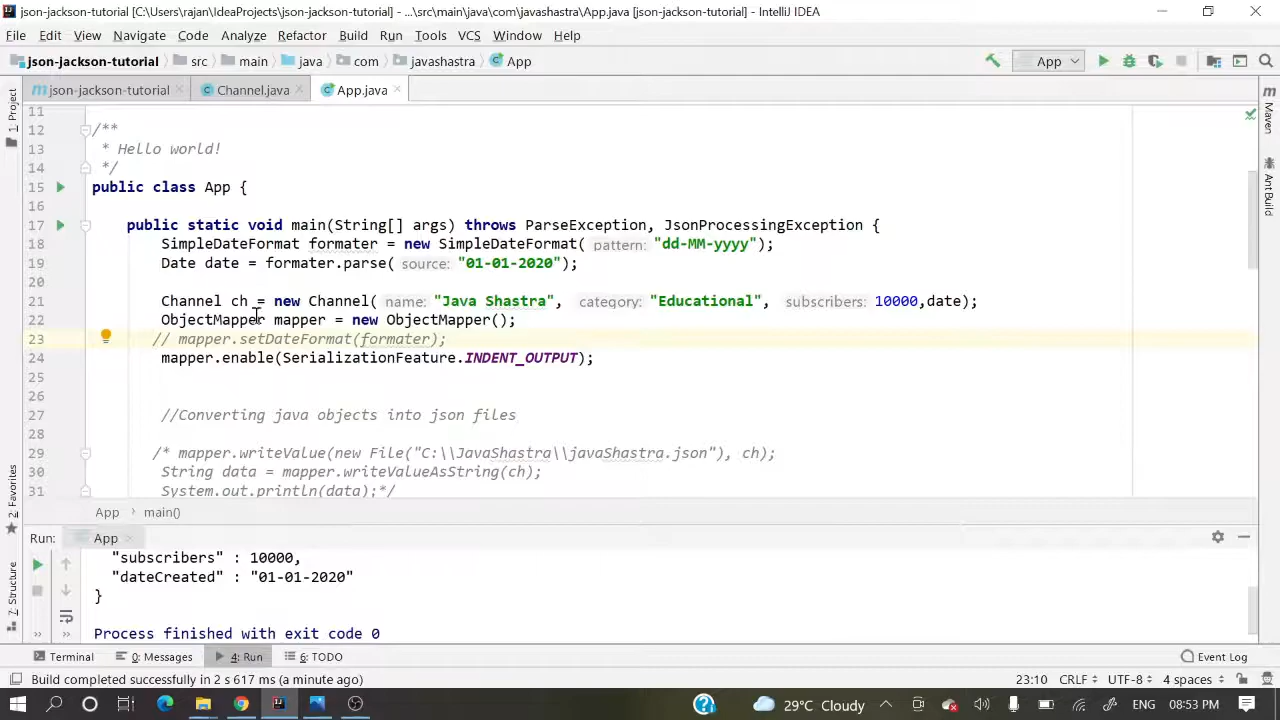 json-jackson-tutorial [C:\Users\rajan\IdeaProjects\json-jackson-tutorial] - ...\src\main\java\com\javashastra\App.java [json-jackson-tutorial] - IntelliJ IDEA
File Edit View Navigate Code Analyze Refactor Build Run Tools VCS Window Help
json-jackson-tutorial src main java com javashastra App App
json-jackson-tutorial Channel.java App.java
11
12 /**
13 * Hello world!
14 */
15 public class App {
16
17 public static void main(String[] args) throws ParseException, JsonProcessingException {
18 SimpleDateFormat formater = new SimpleDateFormat( pattern: "dd-MM-yyyy");
19 Date date = formater.parse( source: "01-01-2020");
20
21 Channel ch = new Channel( name: "Java Shastra", category: "Educational", subscribers: 10000,date);
22 ObjectMapper mapper = new ObjectMapper();
23 // mapper.setDateFormat(formater);
24 mapper.enable(SerializationFeature.INDENT_OUTPUT);
25
26
27 //Converting java objects into json files
28
29 /* mapper.writeValue(new File("C:\\JavaShastra\\javaShastra.json"), ch);
30 String data = mapper.writeValueAsString(ch);
31 System.out.println(data);*/
App main()
1: Project
2: Favorites
7: Structure
Maven
Ant Build
Run: App
"subscribers" : 10000,
"dateCreated" : "01-01-2020"
}
Process finished with exit code 0
Terminal 0: Messages 4: Run 6: TODO Event Log
Build completed successfully in 2 s 617 ms (a minute ago) 23:10 CRLF UTF-8 4 spaces
29°C Cloudy 08:53 PM